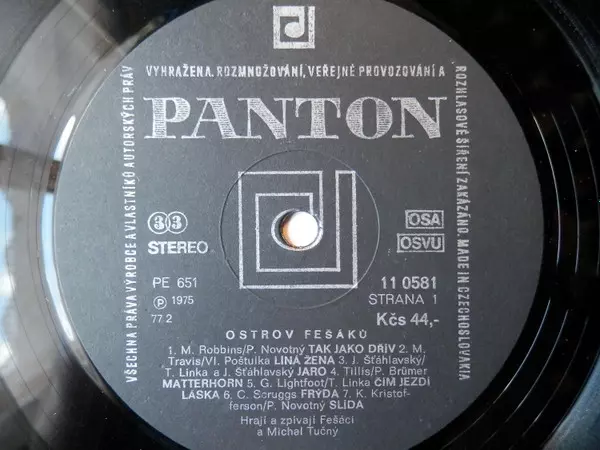 VŠECHNA PRÁVA VÝROBCE A VLASTNÍKŮ AUTORSKÝCH PRÁV
VYHRAŽENA. ROZMNOŽOVÁNÍ, VEŘEJNÉ PROVOZOVÁNÍ A
ROZHLASOVÉ ŠÍŘENÍ ZAKÁZÁNO. MADE IN CZECHOSLOVAKIA
PANTON
33
STEREO
OSA
OSVU
PE 651
Ⓟ 1975
77 2
11 0581
STRANA 1
Kčs 44,-
OSTROV FEŠÁKŮ
1. M. Robbins/P. Novotný TAK JAKO DŘÍV 2. M.
Travis/Vl. Poštulka LÍNÁ ŽENA 3. J. Šťáhlavský/
T. Linka a J. Šťáhlavský JARO 4. Tillis/P. Brümer
MATTERHORN 5. G. Lightfoot/T. Linka ČÍM JEZDÍ
LÁSKA 6. C. Scruggs FRÝDA 7. K. Kristof-
ferson/P. Novotný SLÍDA
Hrají a zpívají Fešáci
a Michal Tučný